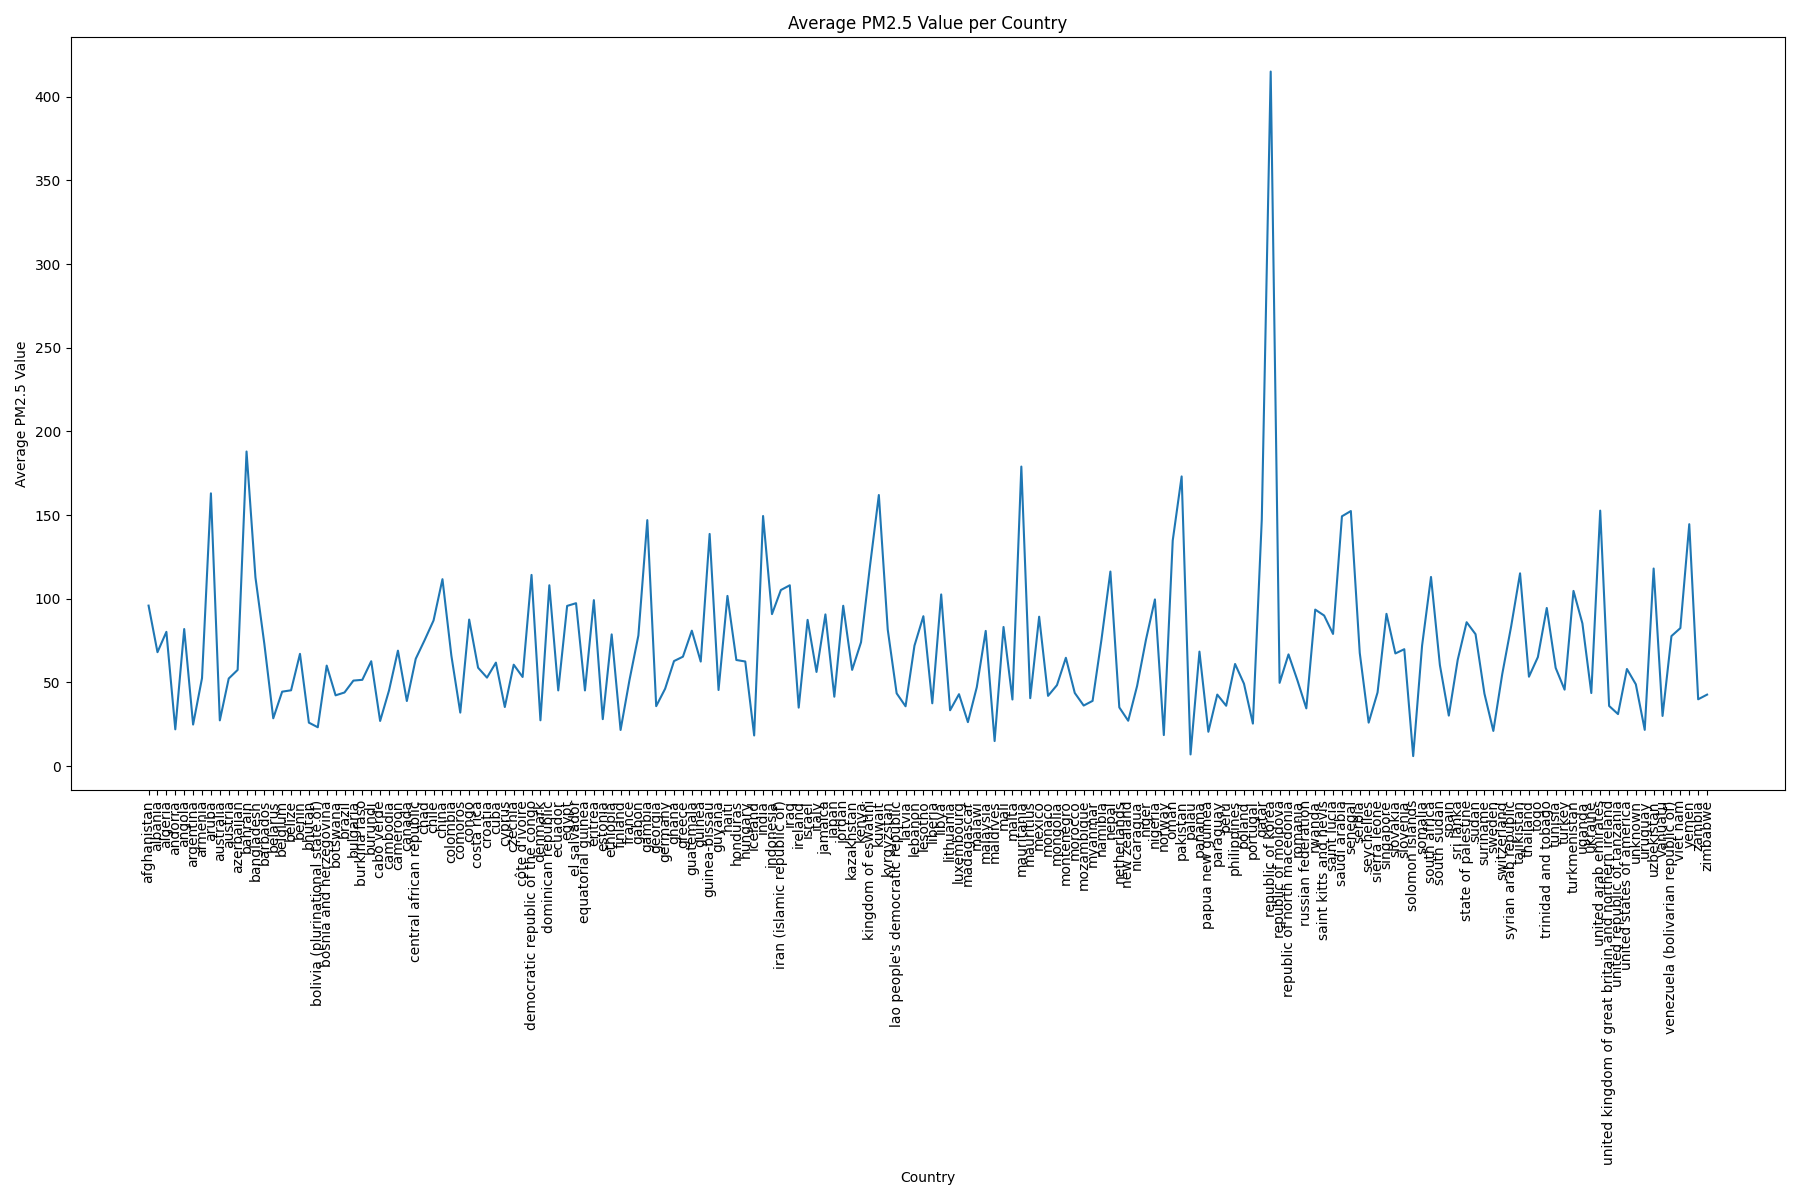 Average PM2.5 Value per Country
Average PM2.5 Value
400
350
300
250
200
150
100
50
0
afghanistan
albania
algeria
andorra
angola
argentina
armenia
aruba
australia
austria
azerbaijan
bahrain
bangladesh
barbados
belarus
belgium
belize
benin
bhutan
bolivia (plurinational state of)
bosnia and herzegovina
botswana
brazil
bulgaria
burkina faso
burundi
cabo verde
cambodia
cameroon
canada
central african republic
chad
chile
china
colombia
comoros
congo
costa rica
croatia
cuba
cyprus
czechia
côte d'ivoire
democratic republic of the congo
denmark
dominican republic
ecuador
egypt
el salvador
equatorial guinea
eritrea
estonia
ethiopia
finland
france
gabon
gambia
georgia
germany
ghana
greece
guatemala
guinea
guinea-bissau
guyana
haiti
honduras
hungary
iceland
india
indonesia
iran (islamic republic of)
iraq
ireland
israel
italy
jamaica
japan
jordan
kazakhstan
kenya
kingdom of eswatini
kuwait
kyrgyzstan
lao people's democratic republic
latvia
lebanon
lesotho
liberia
libya
lithuania
luxembourg
madagascar
malawi
malaysia
maldives
mali
malta
mauritania
mauritius
mexico
monaco
mongolia
montenegro
morocco
mozambique
myanmar
namibia
nepal
netherlands
new zealand
nicaragua
niger
nigeria
norway
oman
pakistan
palau
panama
papua new guinea
paraguay
peru
philippines
poland
portugal
qatar
republic of korea
republic of moldova
republic of north macedonia
romania
russian federation
rwanda
saint kitts and nevis
saint lucia
saudi arabia
senegal
serbia
seychelles
sierra leone
singapore
slovakia
slovenia
solomon islands
somalia
south africa
south sudan
spain
sri lanka
state of palestine
sudan
suriname
sweden
switzerland
syrian arab republic
tajikistan
thailand
togo
trinidad and tobago
tunisia
turkey
turkmenistan
uganda
ukraine
united arab emirates
united kingdom of great britain and northern ireland
united republic of tanzania
united states of america
unknown
uruguay
uzbekistan
vanuatu
venezuela (bolivarian republic of)
viet nam
yemen
zambia
zimbabwe
Country